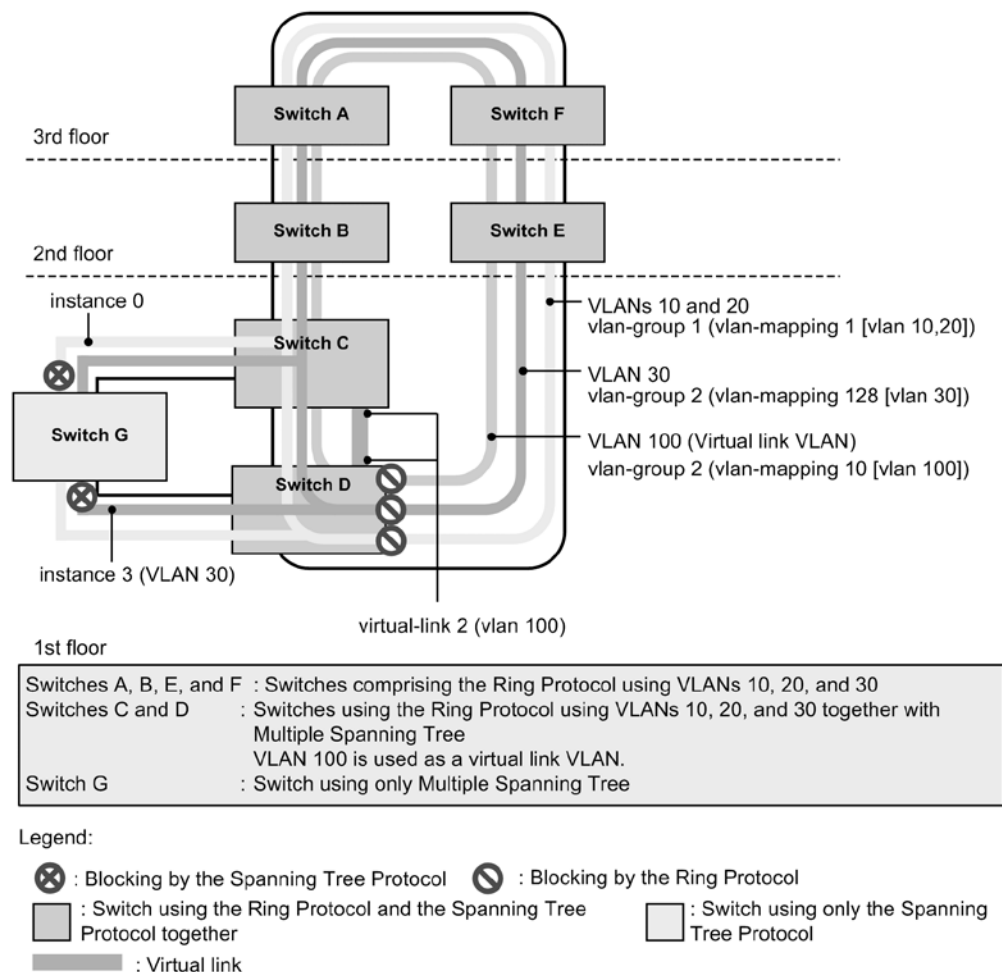 Switch A
Switch F
3rd floor
Switch B
Switch E
2nd floor
instance 0
VLANs 10 and 20
vlan-group 1 (vlan-mapping 1 [vlan 10,20])
Switch C
VLAN 30
vlan-group 2 (vlan-mapping 128 [vlan 30])
Switch G
VLAN 100 (Virtual link VLAN)
vlan-group 2 (vlan-mapping 10 [vlan 100])
Switch D
instance 3 (VLAN 30)
virtual-link 2 (vlan 100)
1st floor
Switches A, B, E, and F : Switches comprising the Ring Protocol using VLANs 10, 20, and 30
Switches C and D : Switches using the Ring Protocol using VLANs 10, 20, and 30 together with
Multiple Spanning Tree
VLAN 100 is used as a virtual link VLAN.
Switch G : Switch using only Multiple Spanning Tree
Legend:
: Blocking by the Spanning Tree Protocol
: Blocking by the Ring Protocol
: Switch using the Ring Protocol and the Spanning Tree
Protocol together
: Switch using only the Spanning
Tree Protocol
: Virtual link